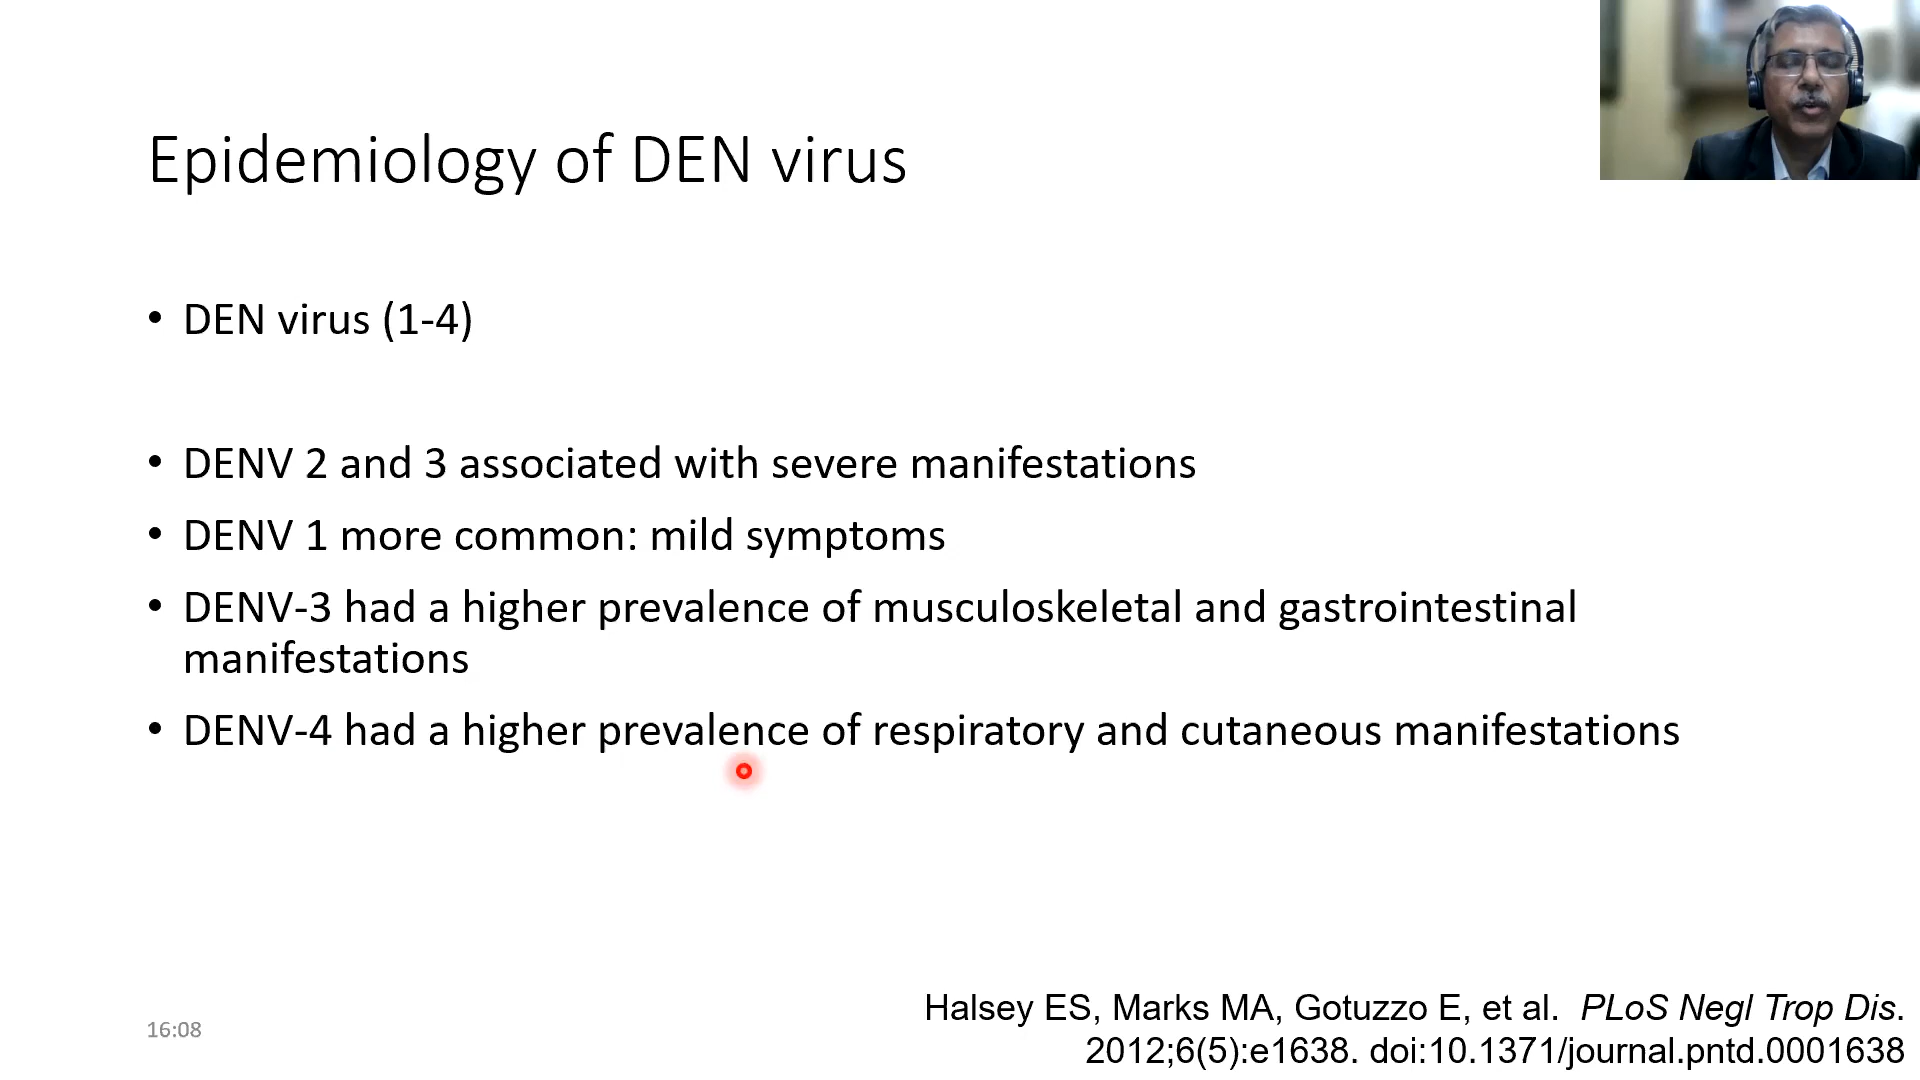 Epidemiology of DEN virus
• DEN virus (1-4)
• DENV 2 and 3 associated with severe manifestations
• DENV 1 more common: mild symptoms
• DENV-3 had a higher prevalence of musculoskeletal and gastrointestinal
manifestations
• DENV-4 had a higher prevalence of respiratory and cutaneous manifestations
16:08
Halsey ES, Marks MA, Gotuzzo E, et al. PLoS Negl Trop Dis.
2012;6(5):e1638. doi:10.1371/journal.pntd.0001638